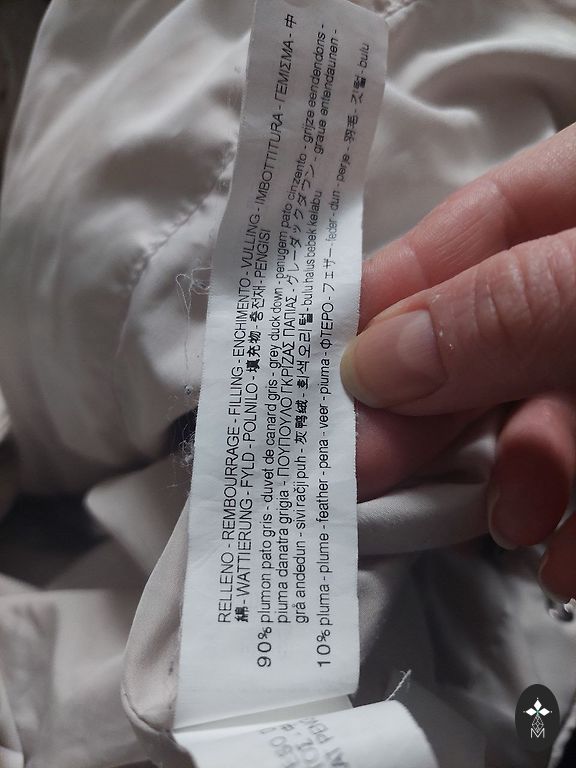 RELLENO - REMBOURRAGE - FILLING - ENCHIMENTO - VULLING - IMBOTTITURA - ΓΕΜΙΣΜΑ - 中
綿 - WATTIERUNG - FYLD - POLNILO - 填充物 - 충전재 - PENGISI
90% plumon pato gris - duvet de canard gris - grey duck down - penugem pato cinzento - grijze eendendons -
piuma danatra grigia - ΠΟΥΠΟΥΛΟ ΓΚΡΙΖΑΣ ΠΑΠΙΑΣ - グレーダックダウン - graue entendaunen -
grå andedun - sivi račji puh - 灰鸭绒 - 회색오리털 - bulu halus bebek kelabu
10% pluma - plume - feather - pena - veer - piuma - ΦΤΕΡΟ - フェザー - feder - dun - perje - 羽毛 - 깃털 - bulu
M